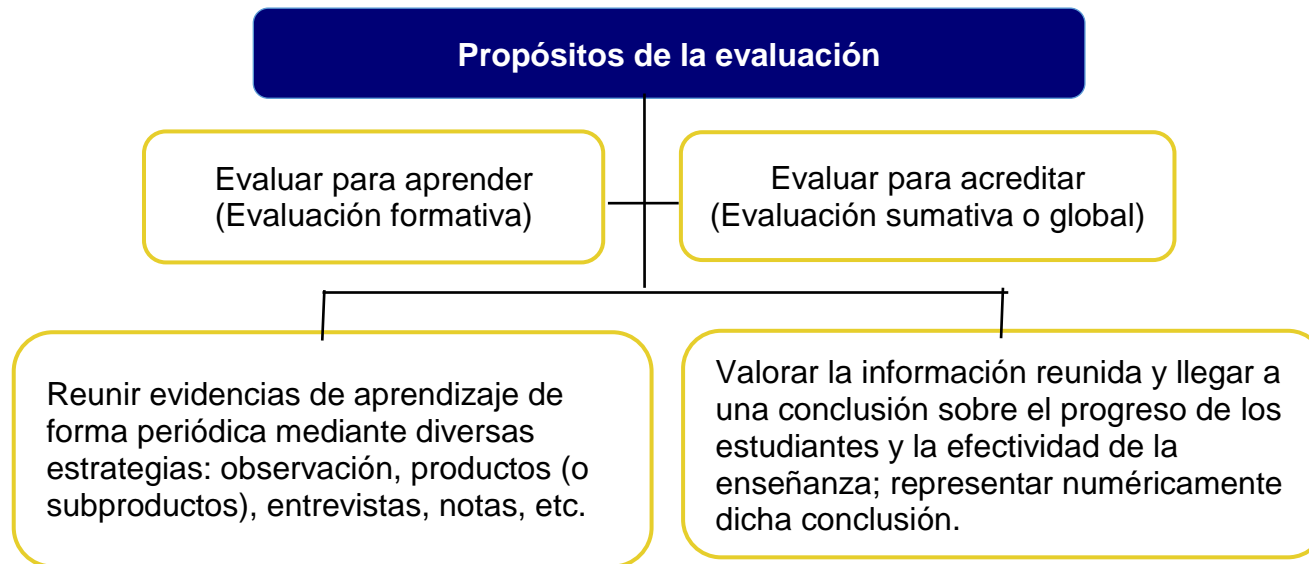 Propósitos de la evaluación
Evaluar para aprender
(Evaluación formativa)
Evaluar para acreditar
(Evaluación sumativa o global)
Reunir evidencias de aprendizaje de
forma periódica mediante diversas
estrategias: observación, productos (o
subproductos), entrevistas, notas, etc.
Valorar la información reunida y llegar a
una conclusión sobre el progreso de los
estudiantes y la efectividad de la
enseñanza; representar numéricamente
dicha conclusión.